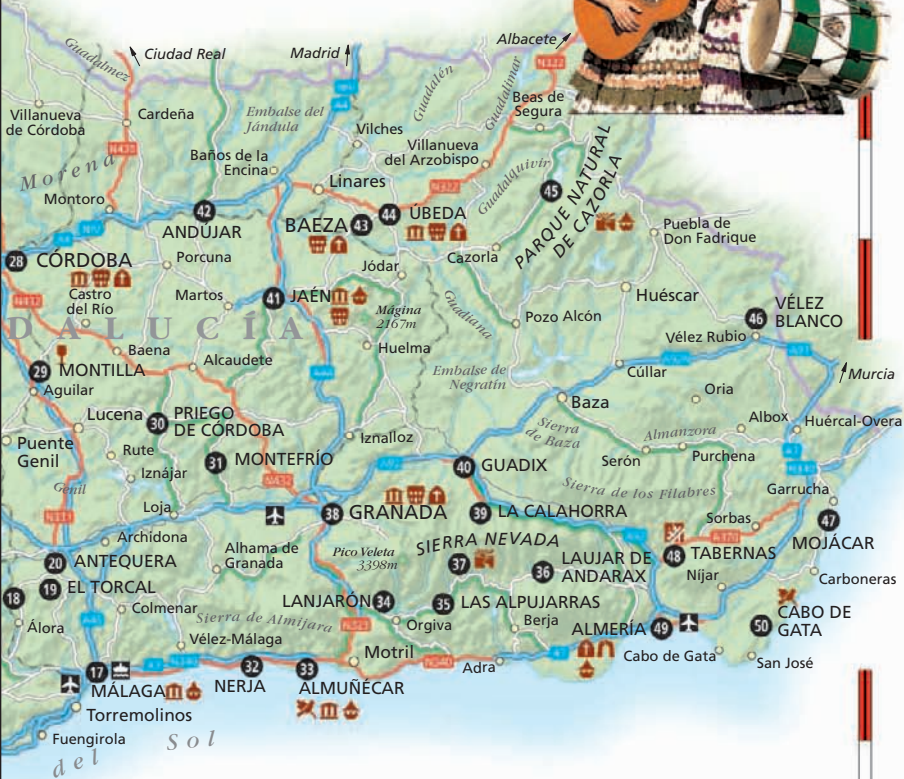 Guadalmez
Ciudad Real
Madrid
Albacete
N322
A4
Guadalén
Guadalimar
Beas de
Segura
Villanueva
de Córdoba
Cardeña
Embalse del
Jándula
Vilches
Villanueva
del Arzobispo
N420
Morena
Baños de la
Encina
Linares
N322
Guadalquivir
45
PARQUE NATURAL
DE CAZORLA
Montoro
42
ANDÚJAR
BAEZA 43
44 ÚBEDA
Puebla de
Don Fadrique
28 CÓRDOBA
Porcuna
Cazorla
Jódar
N432
Castro
del Río
Martos
41 JAÉN
Mágina
2167m
Guadiana
Huéscar
DALUCÍA
Pozo Alcón
46 VÉLEZ
BLANCO
Vélez Rubio
Baena
Alcaudete
Huelma
29 MONTILLA
Aguilar
A44
Embalse de
Negratín
Cúllar
Murcia
Oria
Lucena
30 PRIEGO
DE CÓRDOBA
Baza
Albox
Huércal-Overa
Puente
Genil
Rute
Iznájar
31 MONTEFRÍO
Iznalloz
Sierra
de Baza
Almanzora
Serón
Purchena
A7
40 GUADIX
A92
Genil
N432
Sierra de los Filabres
Garrucha
Loja
38 GRANADA
39 LA CALAHORRA
Sorbas
47
MOJÁCAR
N331
Archidona
A370
20 ANTEQUERA
Alhama de
Granada
Pico Veleta
3398m
SIERRA NEVADA
37
36 LAUJAR DE
ANDARAX
48 TABERNAS
Níjar
Carboneras
19 EL TORCAL
18
Colmenar
LANJARÓN 34
35 LAS ALPUJARRAS
50 CABO DE
GATA
Álora
Sierra de Almijara
N323
Orgiva
Berja
ALMERÍA 49
Vélez-Málaga
Motril
Cabo de Gata
San José
A7
N340
N340
Adra
17
MÁLAGA
32
NERJA
33
ALMUÑÉCAR
Torremolinos
Fuengirola
del Sol